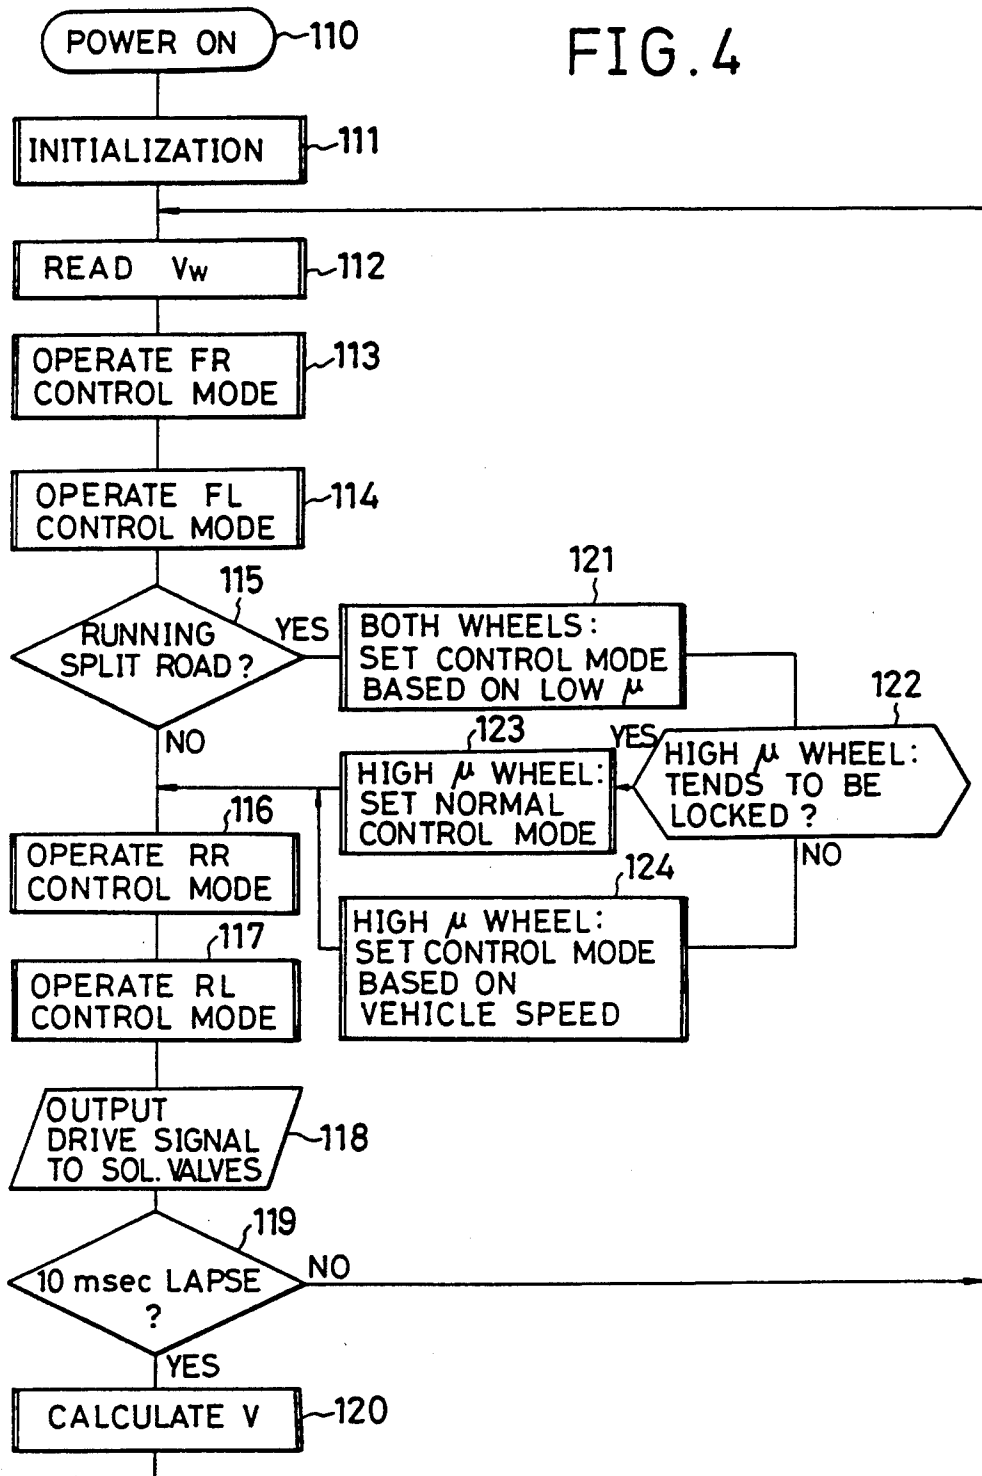 FIG.4
POWER ON
110
INITIALIZATION
111
READ Vw
112
OPERATE FR
CONTROL MODE
113
OPERATE FL
CONTROL MODE
114
115
RUNNING
SPLIT ROAD?
YES
NO
121
BOTH WHEELS:
SET CONTROL MODE
BASED ON LOW μ
122
HIGH μ WHEEL:
TENDS TO BE
LOCKED?
YES
NO
123
HIGH μ WHEEL:
SET NORMAL
CONTROL MODE
124
HIGH μ WHEEL:
SET CONTROL MODE
BASED ON
VEHICLE SPEED
116
OPERATE RR
CONTROL MODE
117
OPERATE RL
CONTROL MODE
OUTPUT
DRIVE SIGNAL
TO SOL. VALVES
118
119
10 msec LAPSE
?
NO
YES
CALCULATE V
120